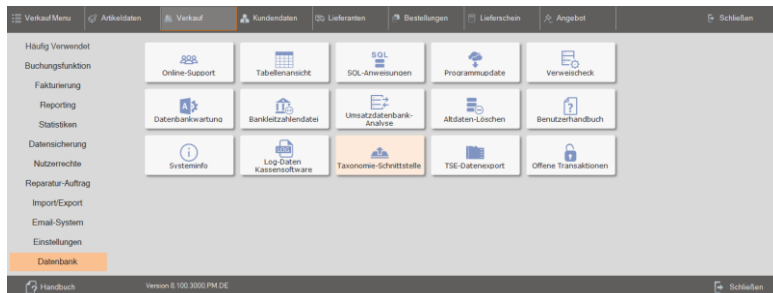 VerkaufMenu Artikeldaten Verkauf Kundendaten Lieferanten Bestellungen Lieferschein Angebot Schließen
Häufig Verwendet
Buchungsfunktion
Fakturierung
Reporting
Statistiken
Datensicherung
Nutzerrechte
Reparatur-Auftrag
Import/Export
Email-System
Einstellungen
Datenbank
Online-Support
Tabellenansicht
SQL
SQL-Anweisungen
Programmupdate
Verweischeck
Datenbankwartung
Bankleitzahlendatei
Umsatzdatenbank-
Analyse
Altdaten-Löschen
Benutzerhandbuch
Systeminfo
LOG
Log-Daten
Kassensoftware
Taxonomie-Schnittstelle
TSE-Datenexport
Offene Transaktionen
Handbuch Version 8.100.3000.PM.DE Schließen